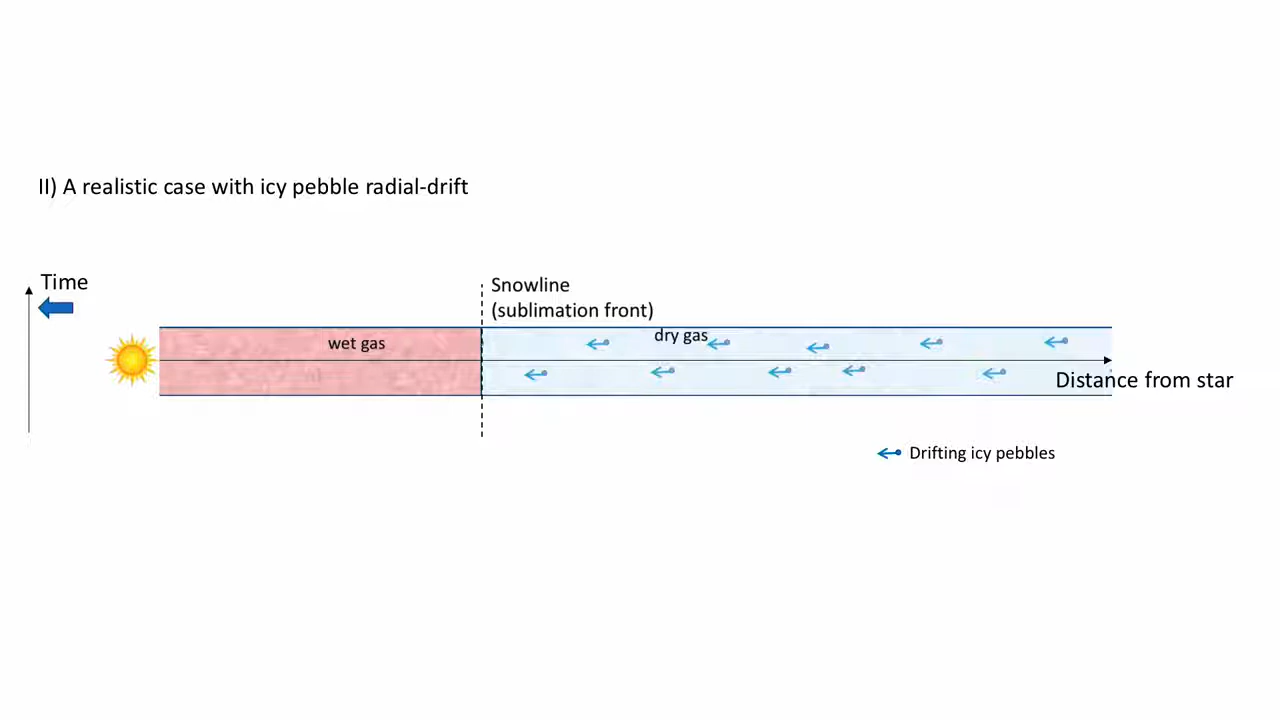 II) A realistic case with icy pebble radial-drift
Time
Snowline
(sublimation front)
wet gas
dry gas
Distance from star
Drifting icy pebbles